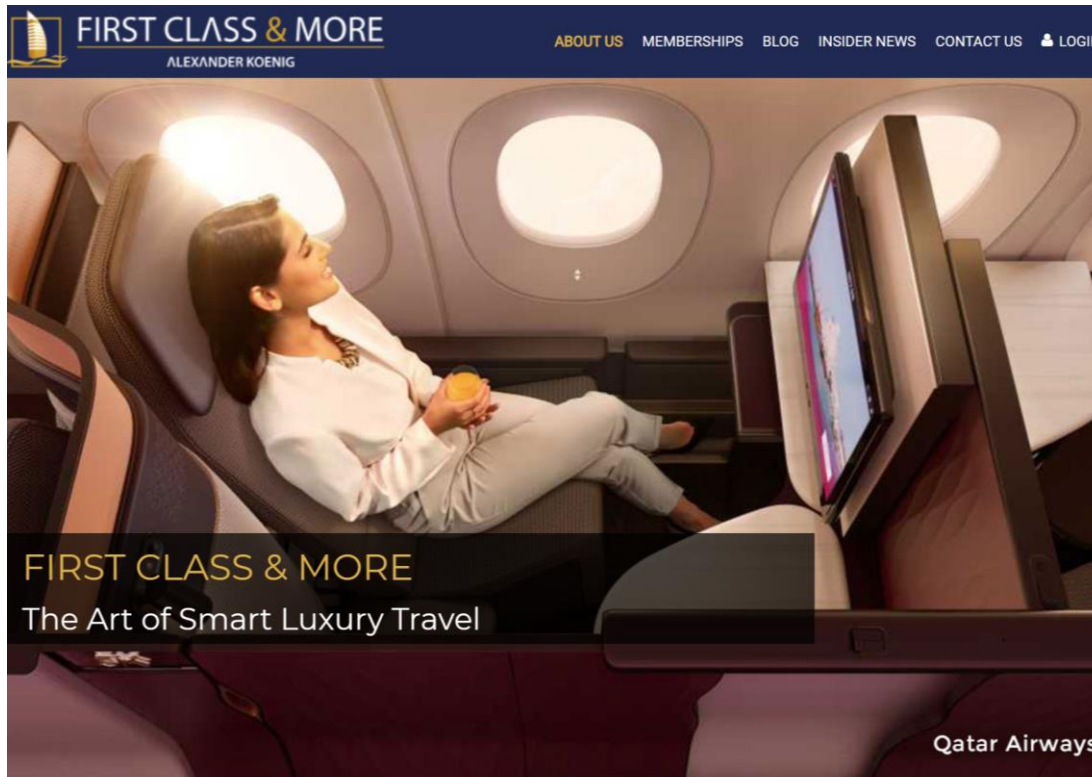 FIRST CLASS & MORE
ALEXANDER KOENIG
ABOUT US MEMBERSHIPS BLOG INSIDER NEWS CONTACT US
FIRST CLASS & MORE
The Art of Smart Luxury Travel
Qatar Airways